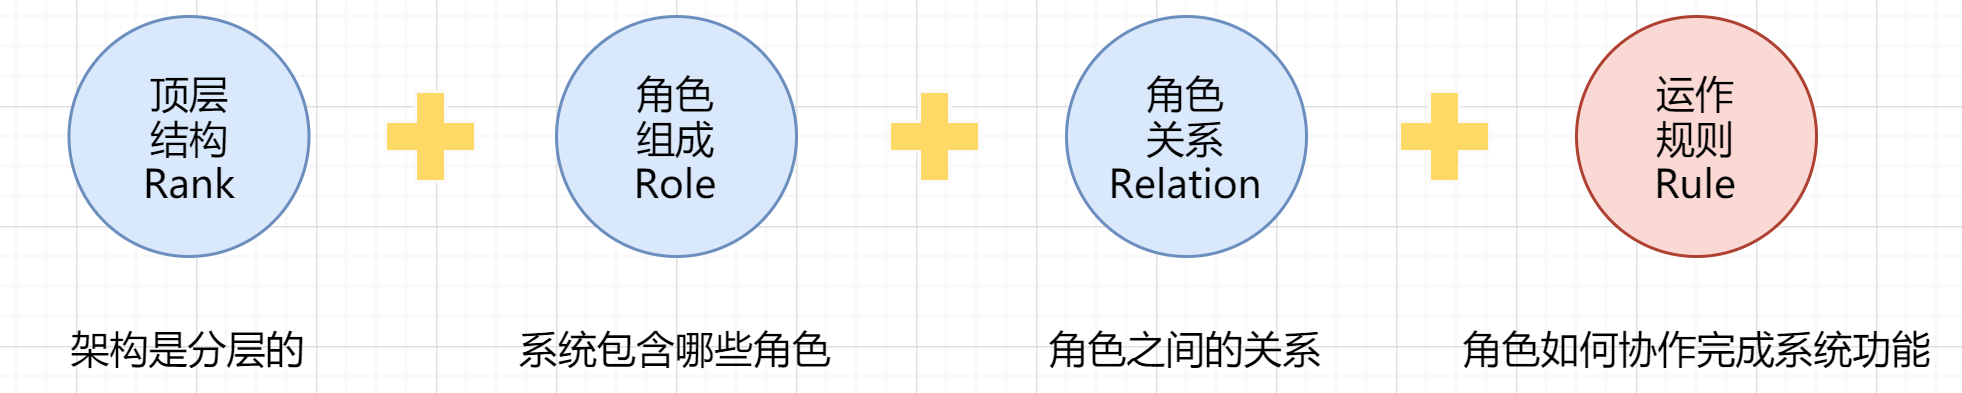 顶层
结构
Rank
角色
组成
Role
角色
关系
Relation
运作
规则
Rule
架构是分层的
系统包含哪些角色
角色之间的关系
角色如何协作完成系统功能